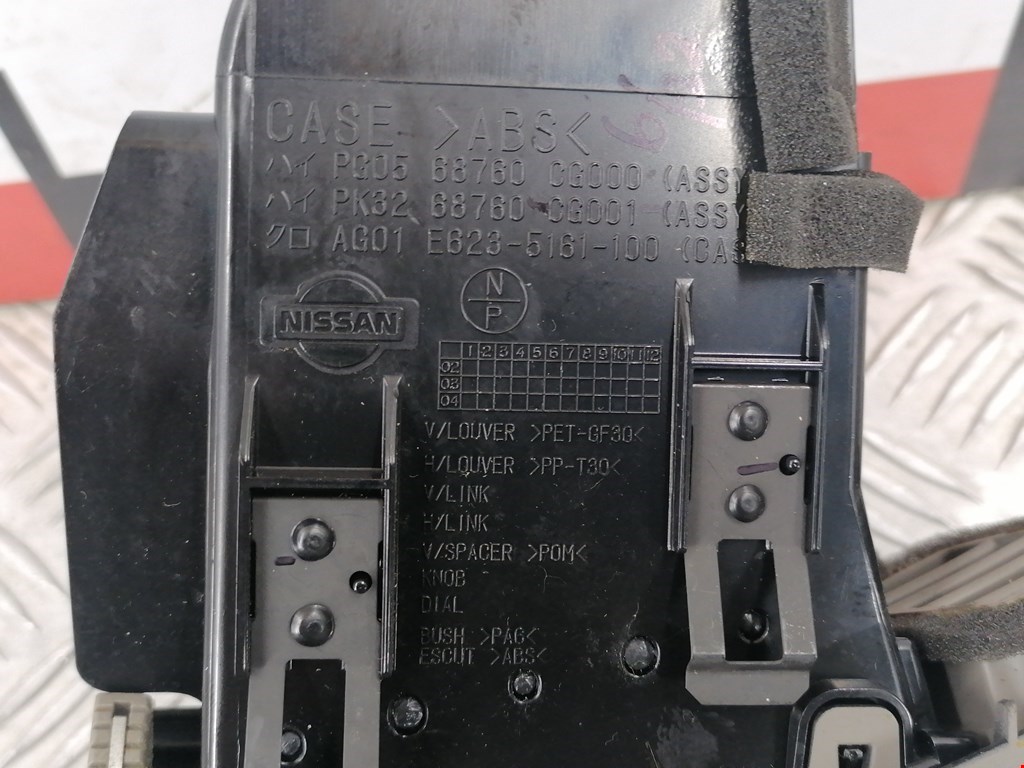 CASE >ABS<
ハイ PG05 68760 CG000 (ASSY
ハイ PK32 68760 CG001 (ASSY
クロ AG01 E623-5161-100 (CAS
NISSAN
N
P
1 2 3 4 5 6 7 8 9 10 11 12
02
03
04
V/LOUVER >PET-GF30<
H/LOUVER >PP-T30<
V/LINK
H/LINK
V/SPACER >POM<
KNOB
DIAL
BUSH >PAG<
ESCUT >ABS<